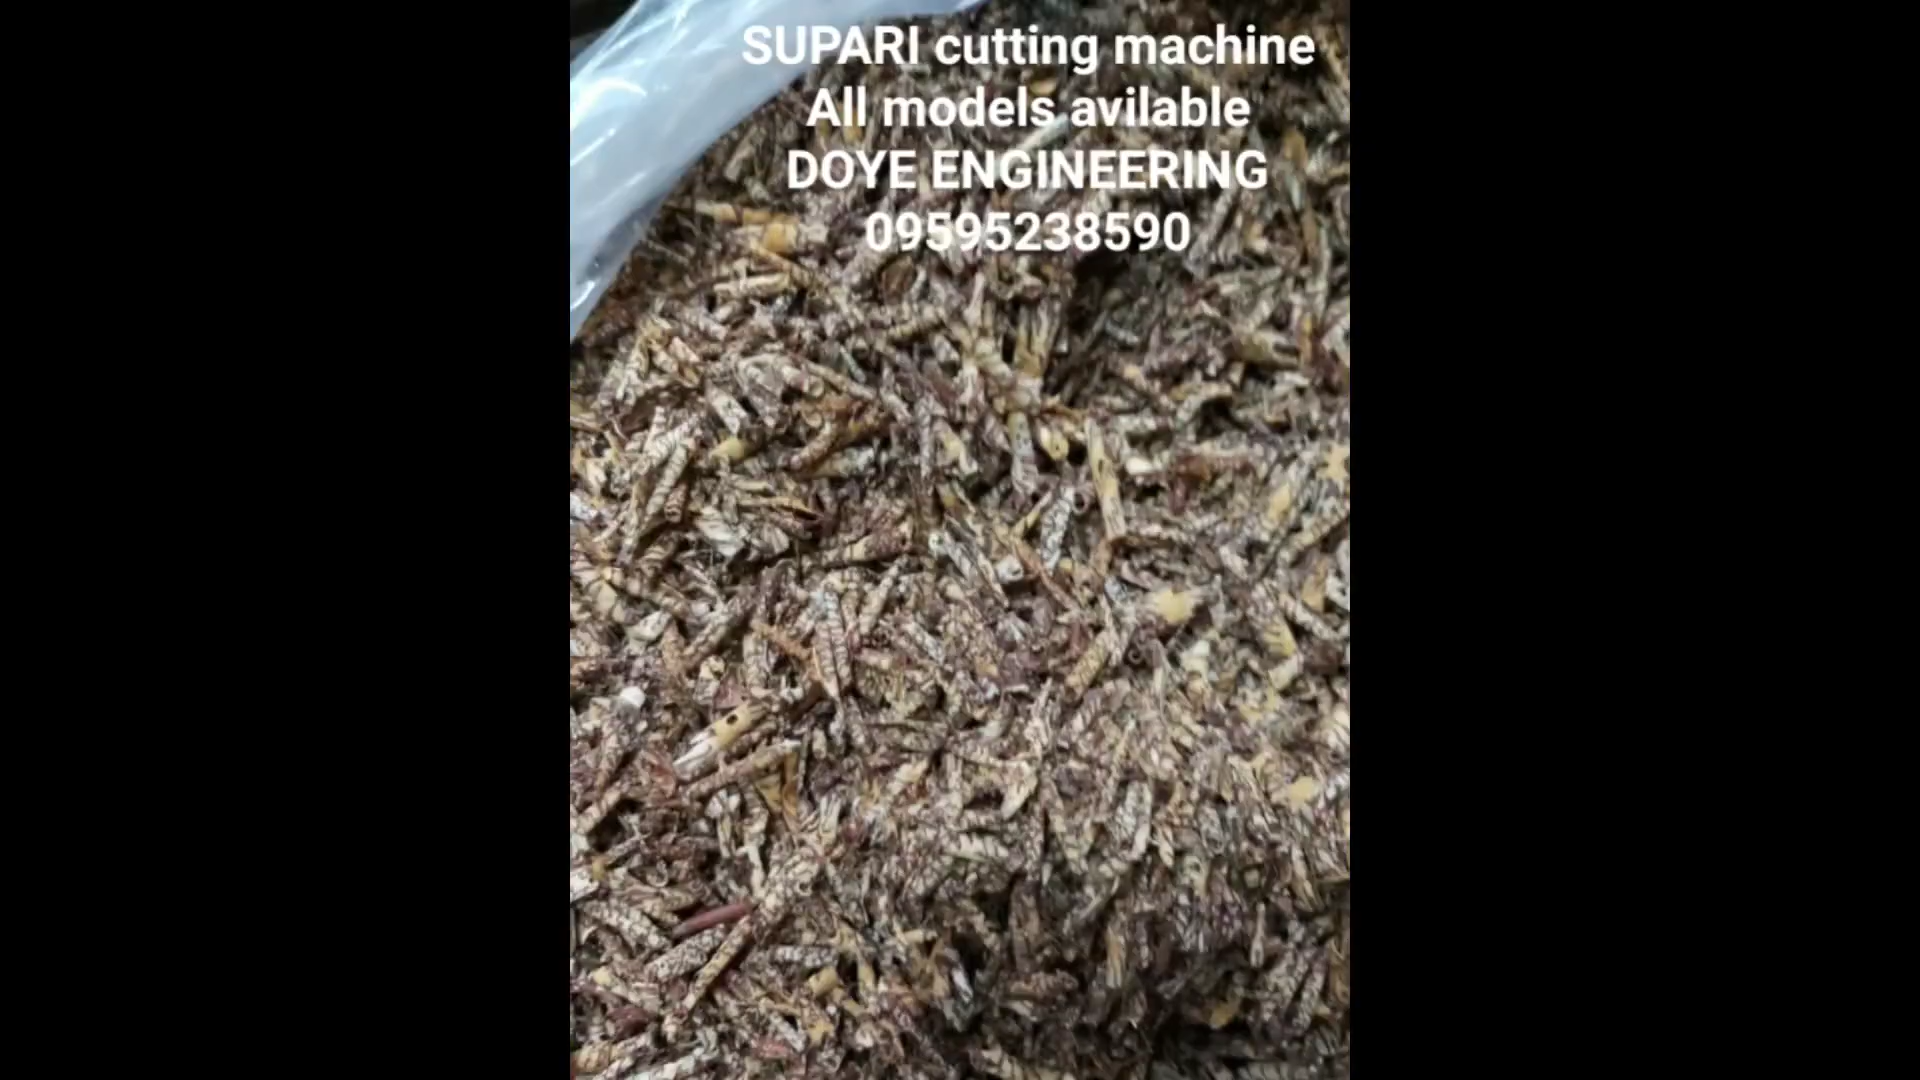 SUPARI cutting machine
All models avilable
DOYE ENGINEERING
09595238590